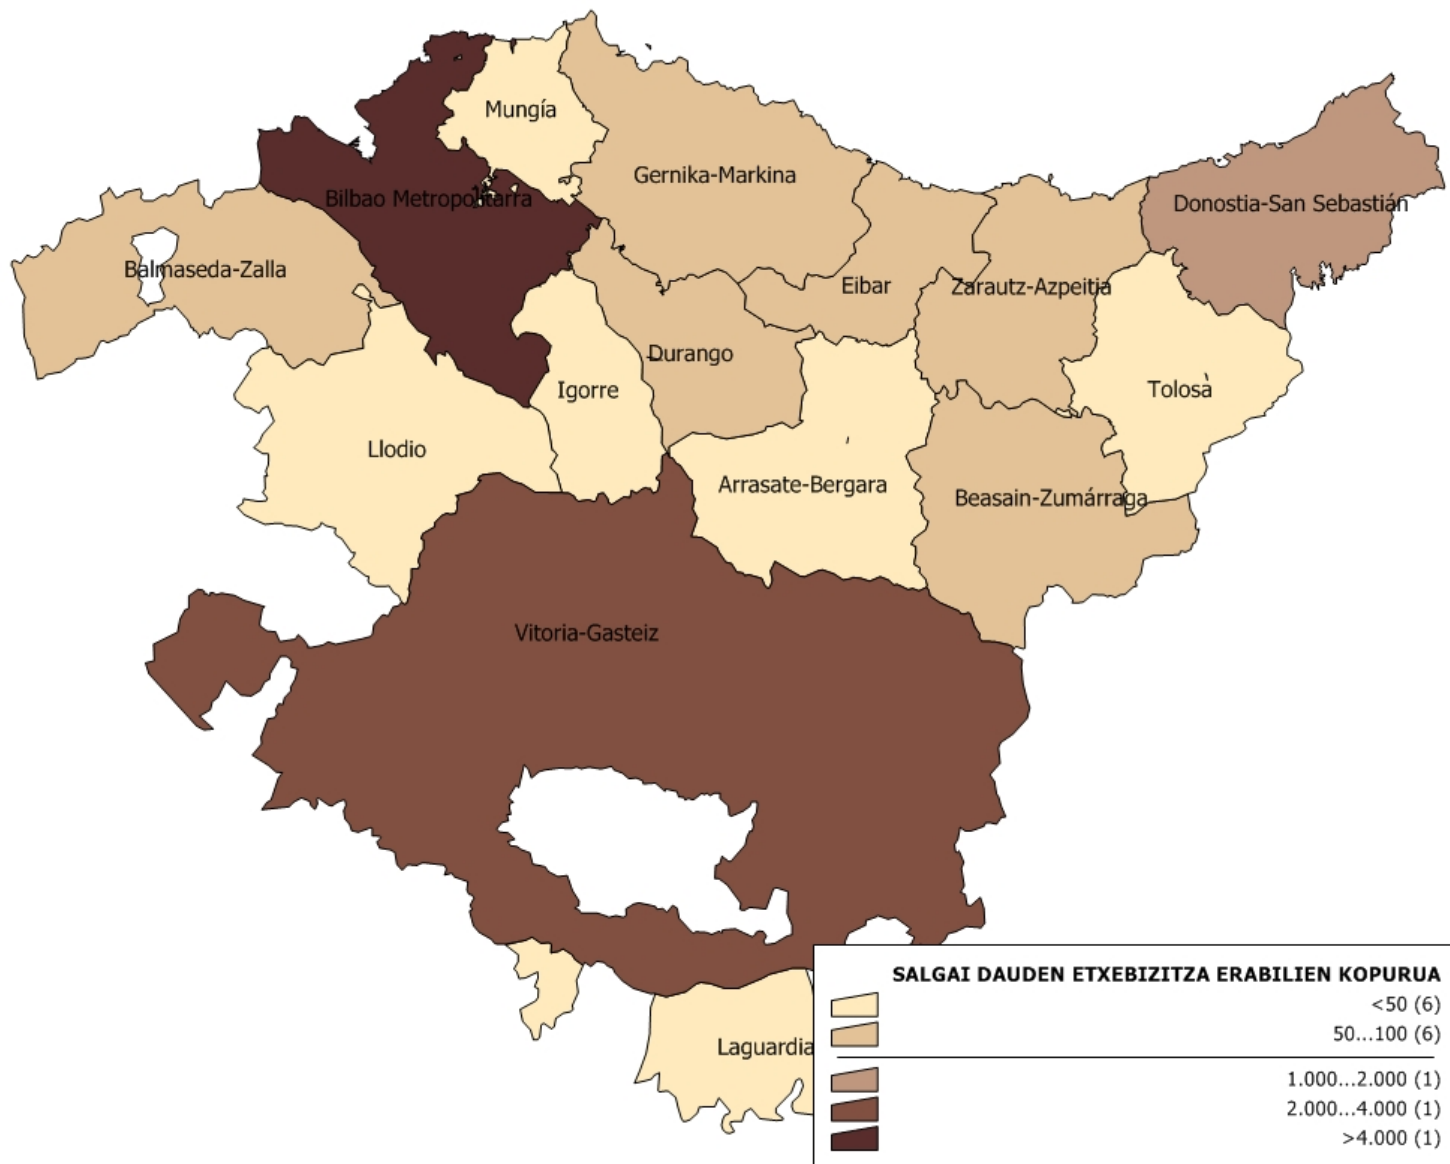 Mungía
Gernika-Markina
Bilbao Metropolitarra
Donostia-San Sebastián
Balmaseda-Zalla
Eibar
Zarautz-Azpeitia
Durango
Igorre
Tolosa
Llodio
Arrasate-Bergara
Beasain-Zumárraga
Vitoria-Gasteiz
Laguardia
SALGAI DAUDEN ETXEBIZITZA ERABILIEN KOPURUA
<50 (6)
50...100 (6)
1.000...2.000 (1)
2.000...4.000 (1)
>4.000 (1)